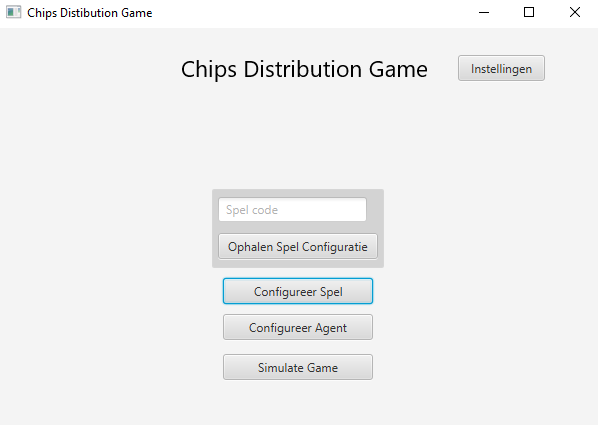 Chips Distibution Game
Chips Distribution Game
Instellingen
Spel code
Ophalen Spel Configuratie
Configureer Spel
Configureer Agent
Simulate Game